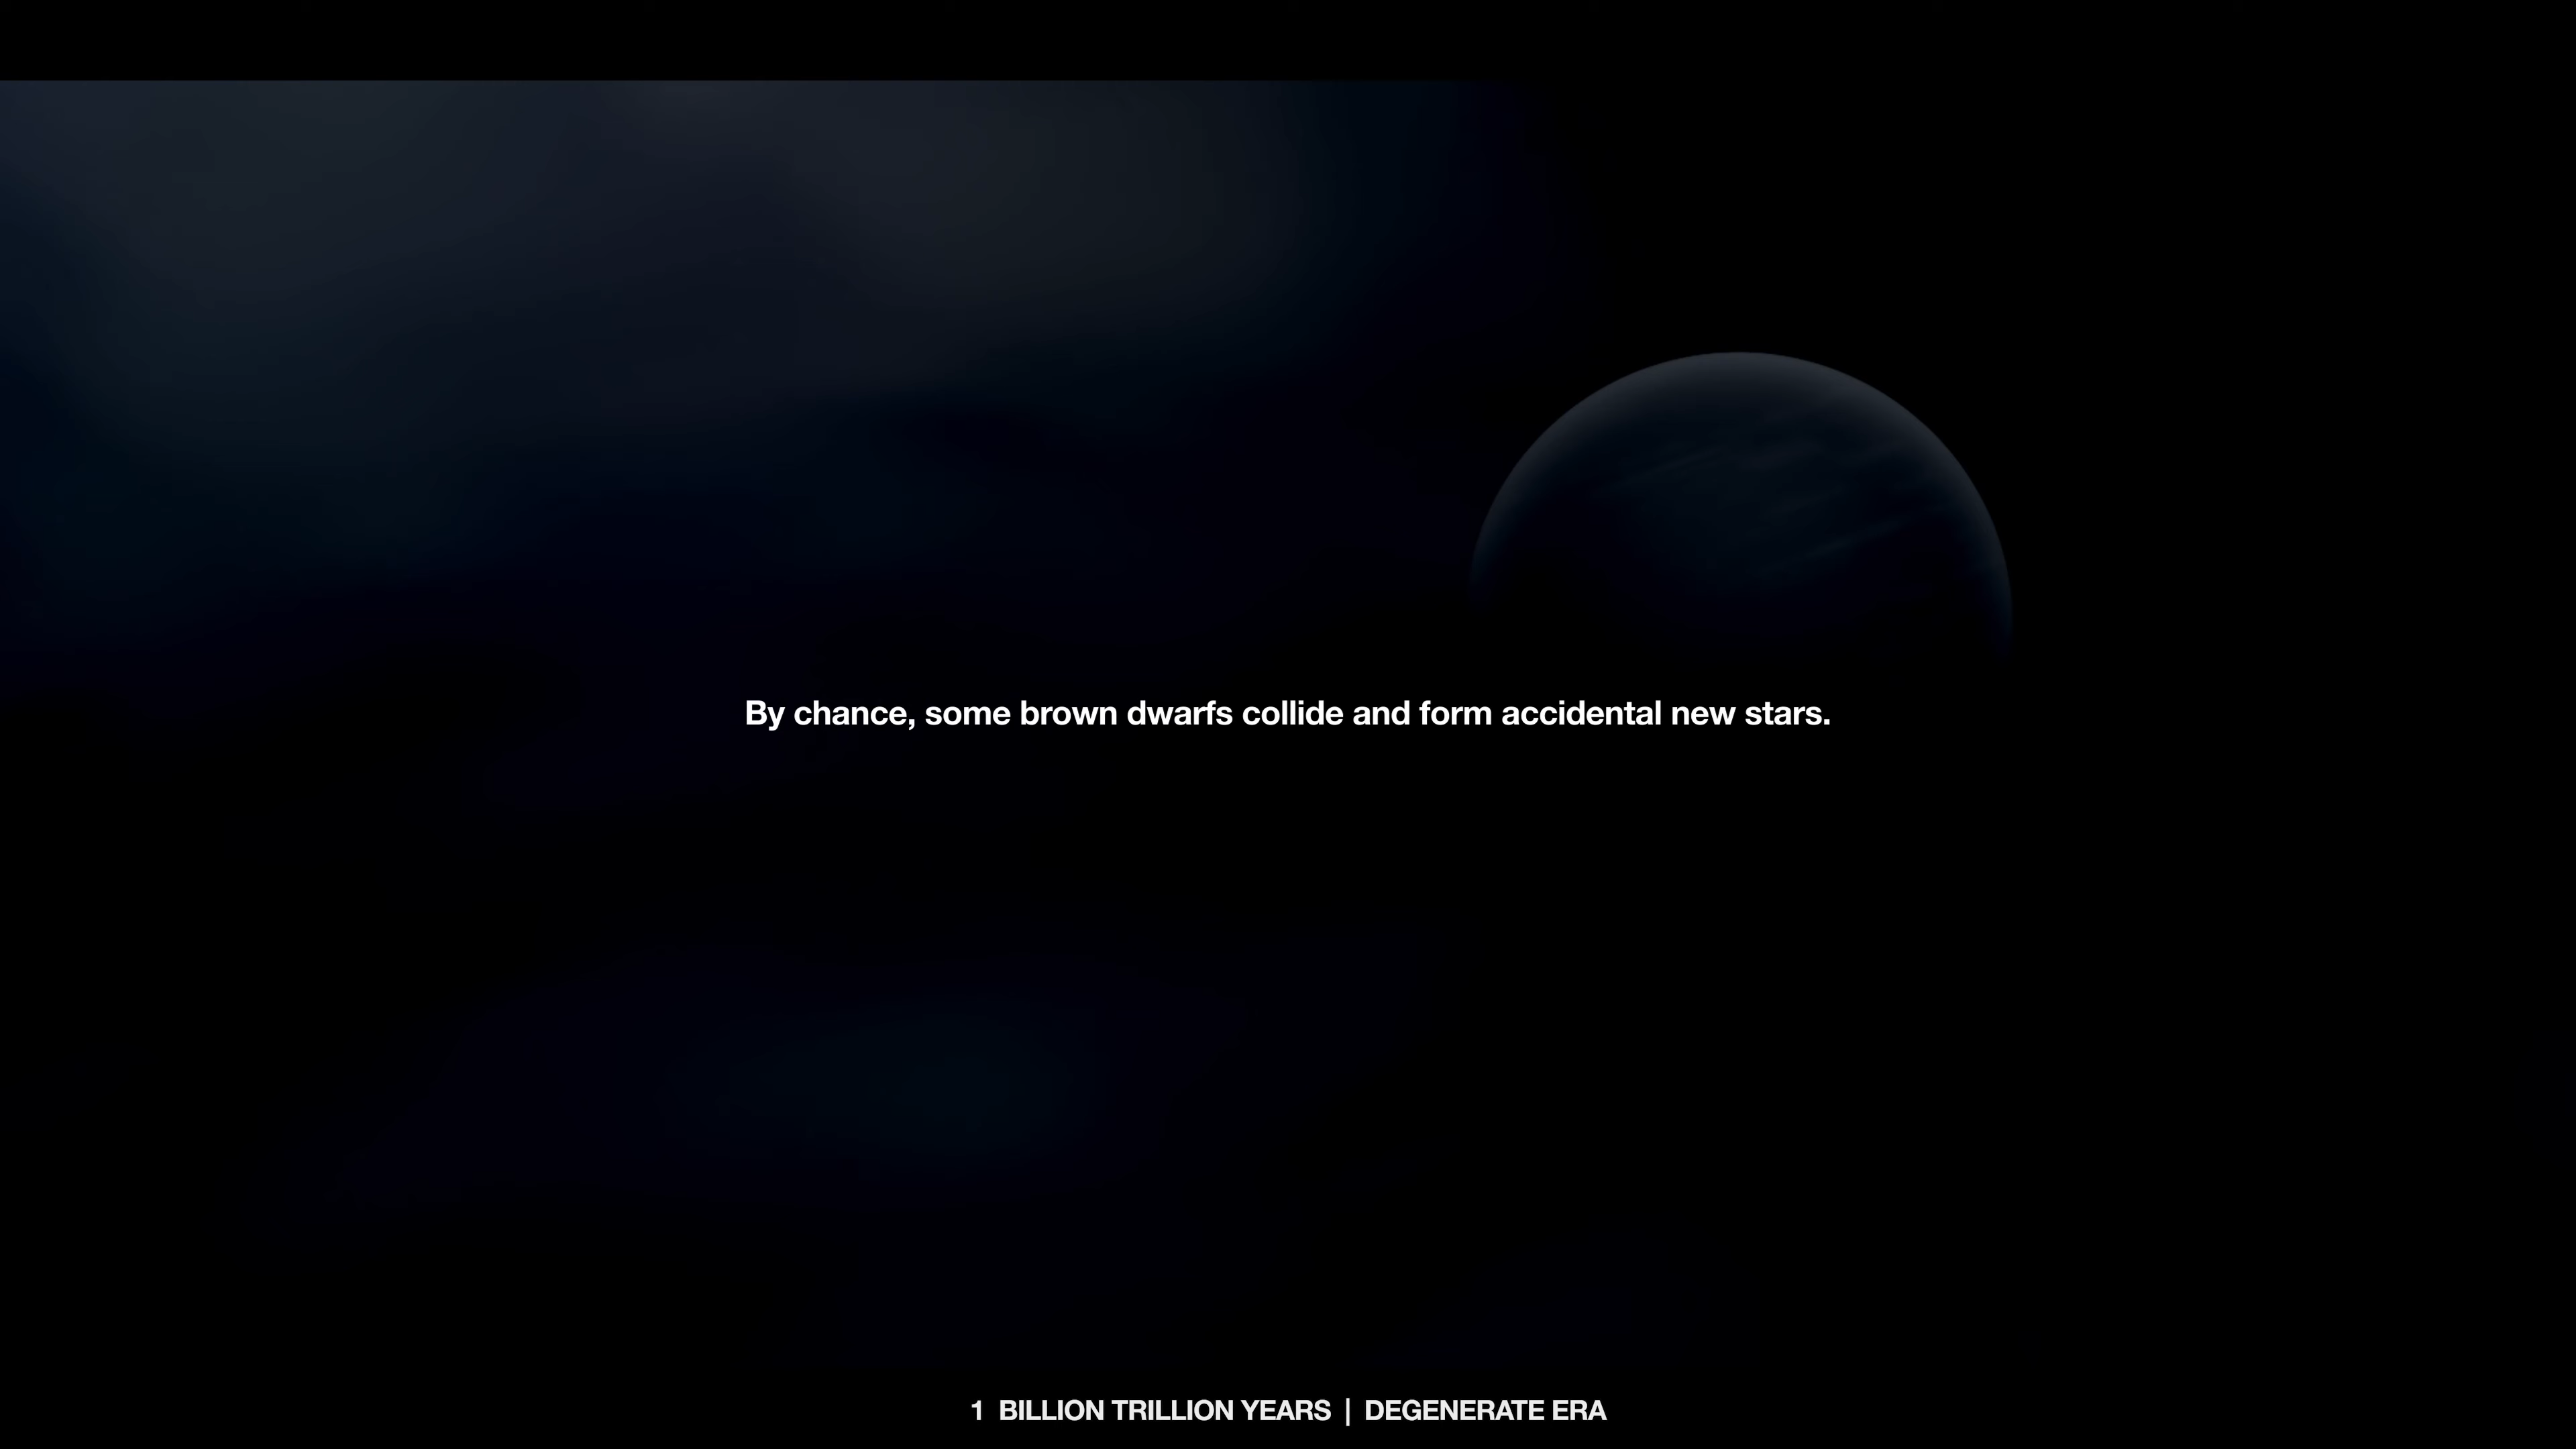 By chance, some brown dwarfs collide and form accidental new stars.
1 BILLION TRILLION YEARS | DEGENERATE ERA